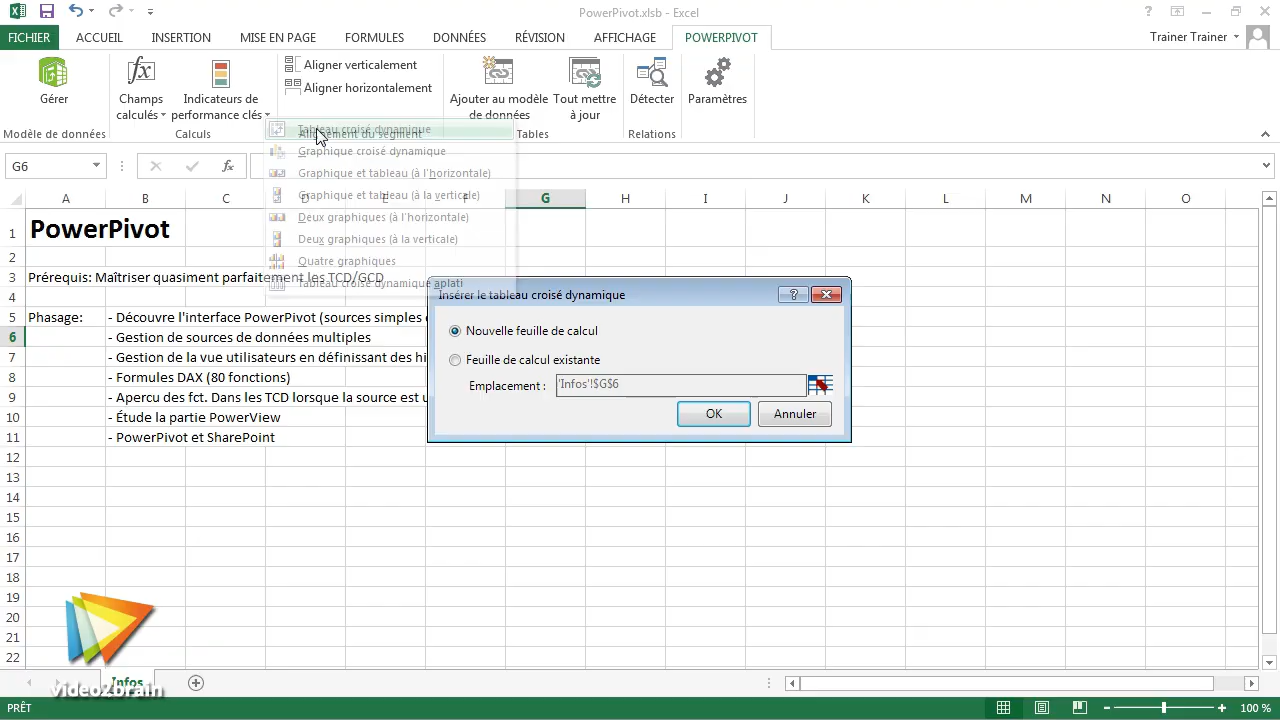 PowerPivot.xlsb - Excel
FICHIER ACCUEIL INSERTION MISE EN PAGE FORMULES DONNÉES RÉVISION AFFICHAGE POWERPIVOT Trainer Trainer
Gérer
Modèle de données
Champs calculés
Indicateurs de performance clés
Calculs
Aligner verticalement
Aligner horizontalement
Alignement du segment
Ajouter au modèle de données
Tout mettre à jour
Tables
Détecter
Relations
Paramètres
Tableau croisé dynamique
Graphique croisé dynamique
Graphique et tableau (à l'horizontale)
Graphique et tableau (à la verticale)
Deux graphiques (à l'horizontale)
Deux graphiques (à la verticale)
Quatre graphiques
Tableau croisé dynamique aplati
G6 fx
A B C D E F G H I J K L M N O
1 PowerPivot
2
3 Prérequis: Maîtriser quasiment parfaitement les TCD/GCD
4
5 Phasage: - Découvre l'interface PowerPivot (sources simples
6 - Gestion de sources de données multiples
7 - Gestion de la vue utilisateurs en définissant des hi
8 - Formules DAX (80 fonctions)
9 - Apercu des fct. Dans les TCD lorsque la source est
10 - Étude la partie PowerView
11 - PowerPivot et SharePoint
12
13
14
15
16
17
18
19
20
21
22
Insérer le tableau croisé dynamique
Nouvelle feuille de calcul
Feuille de calcul existante
Emplacement : 'Infos'!$G$6
OK Annuler
Infos
video2brain
PRÊT 100 %